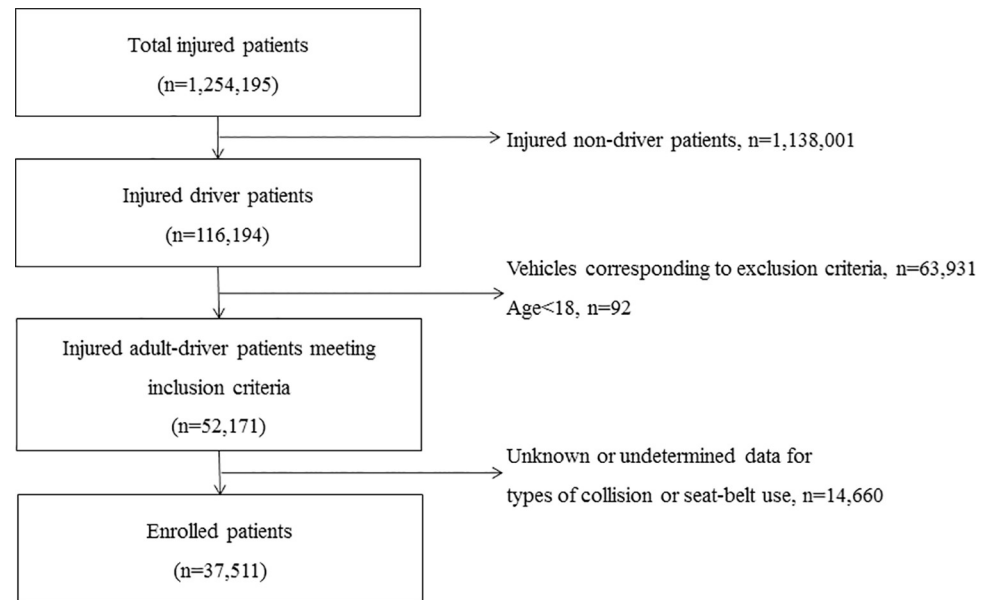 Total injured patients
(n=1,254,195)
Injured non-driver patients, n=1,138,001
Injured driver patients
(n=116,194)
Vehicles corresponding to exclusion criteria, n=63,931
Age<18, n=92
Injured adult-driver patients meeting
inclusion criteria
(n=52,171)
Unknown or undetermined data for
types of collision or seat-belt use, n=14,660
Enrolled patients
(n=37,511)